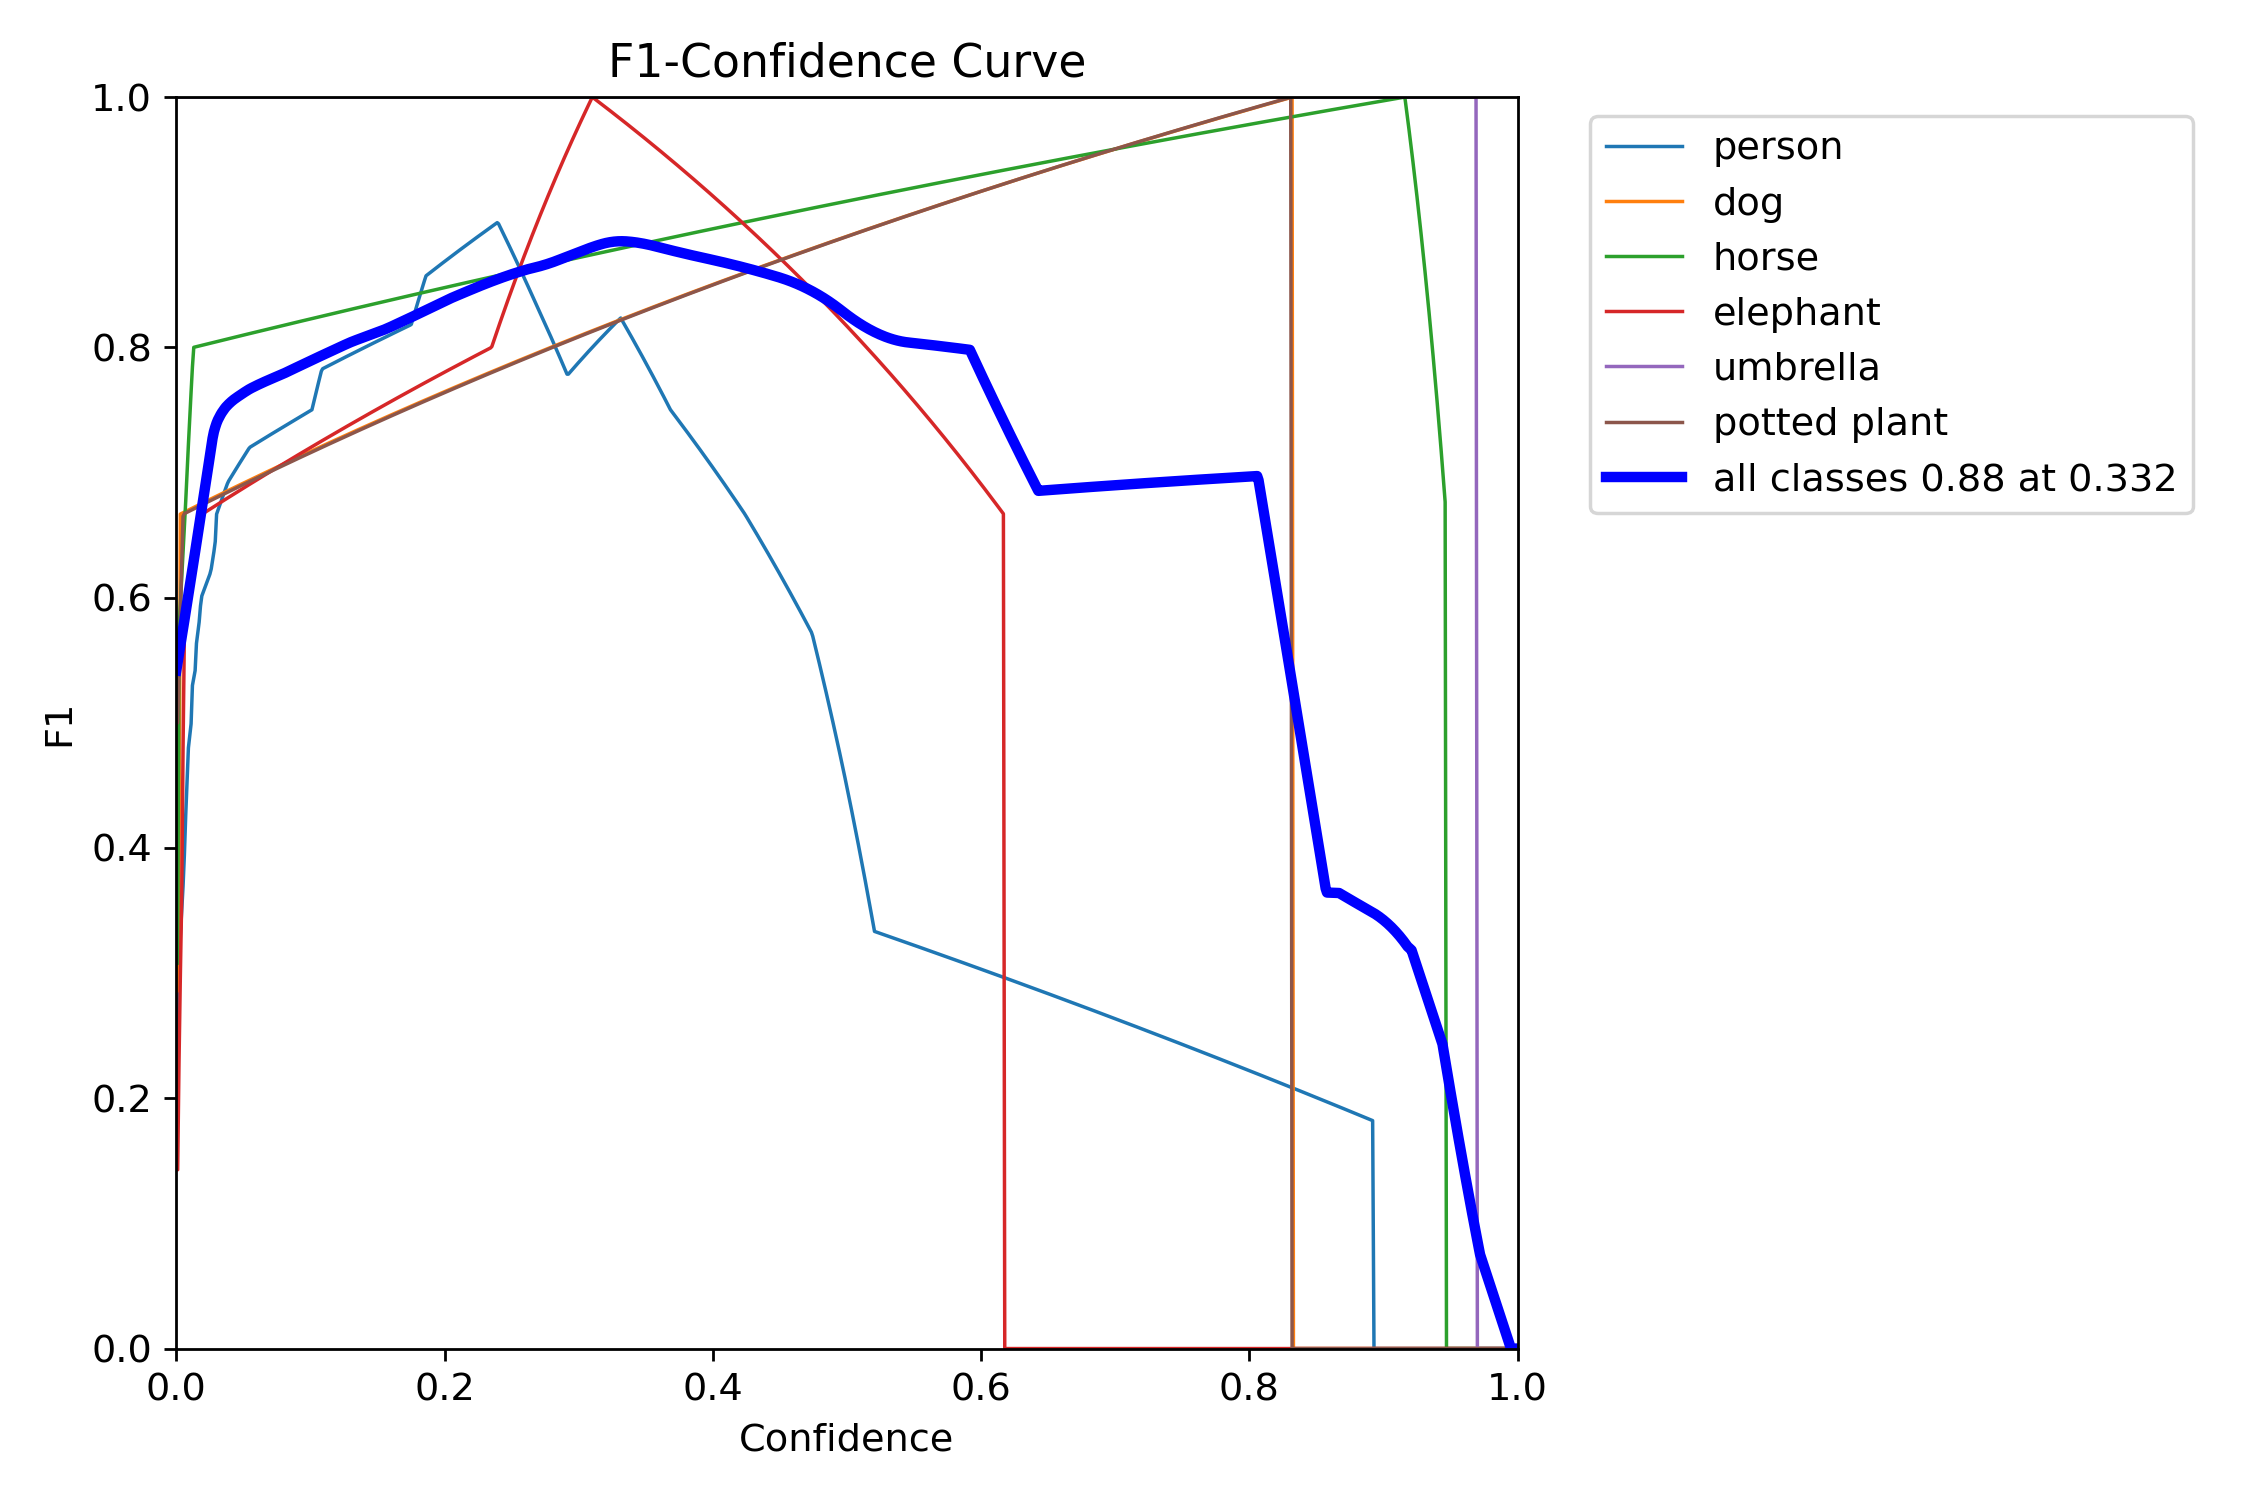 F1-Confidence Curve
1.0
0.8
0.6
0.4
0.2
0.0
F1
0.0 0.2 0.4 0.6 0.8 1.0
Confidence
person
dog
horse
elephant
umbrella
potted plant
all classes 0.88 at 0.332